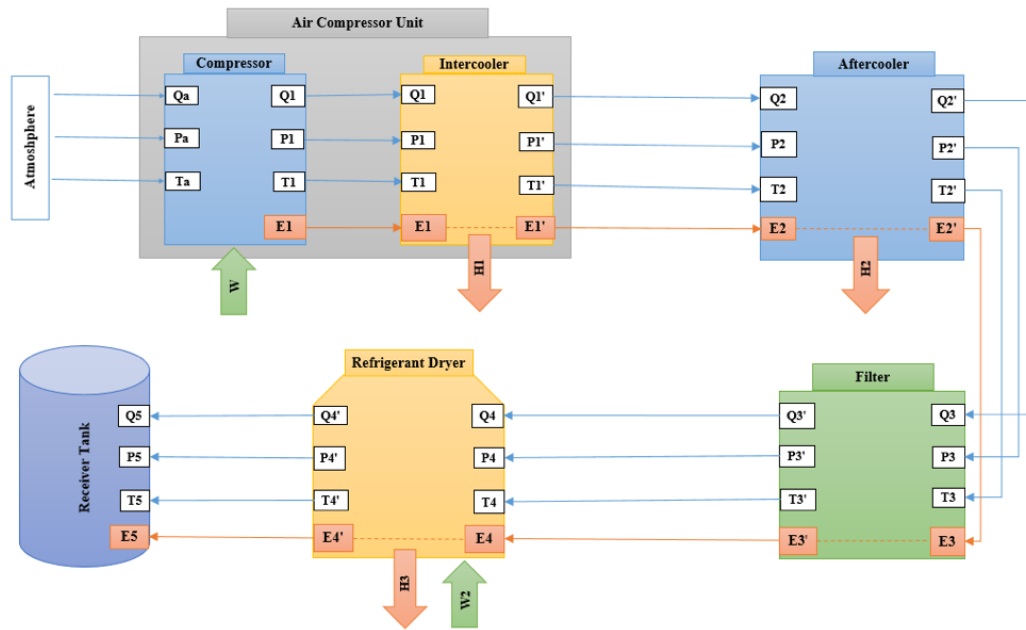 Air Compressor Unit
Compressor
Intercooler
Aftercooler
Atmoshphere
Qa
Q1
Q1
Q1'
Q2
Q2'
Pa
P1
P1
P1'
P2
P2'
Ta
T1
T1
T1'
T2
T2'
E1
E1
E1'
E2
E2'
W
H1
H2
Receiver Tank
Refrigerant Dryer
Filter
Q5
Q4'
Q4
Q3'
Q3
P5
P4'
P4
P3'
P3
T5
T4'
T4
T3'
T3
E5
E4'
E4
E3'
E3
H3
W2